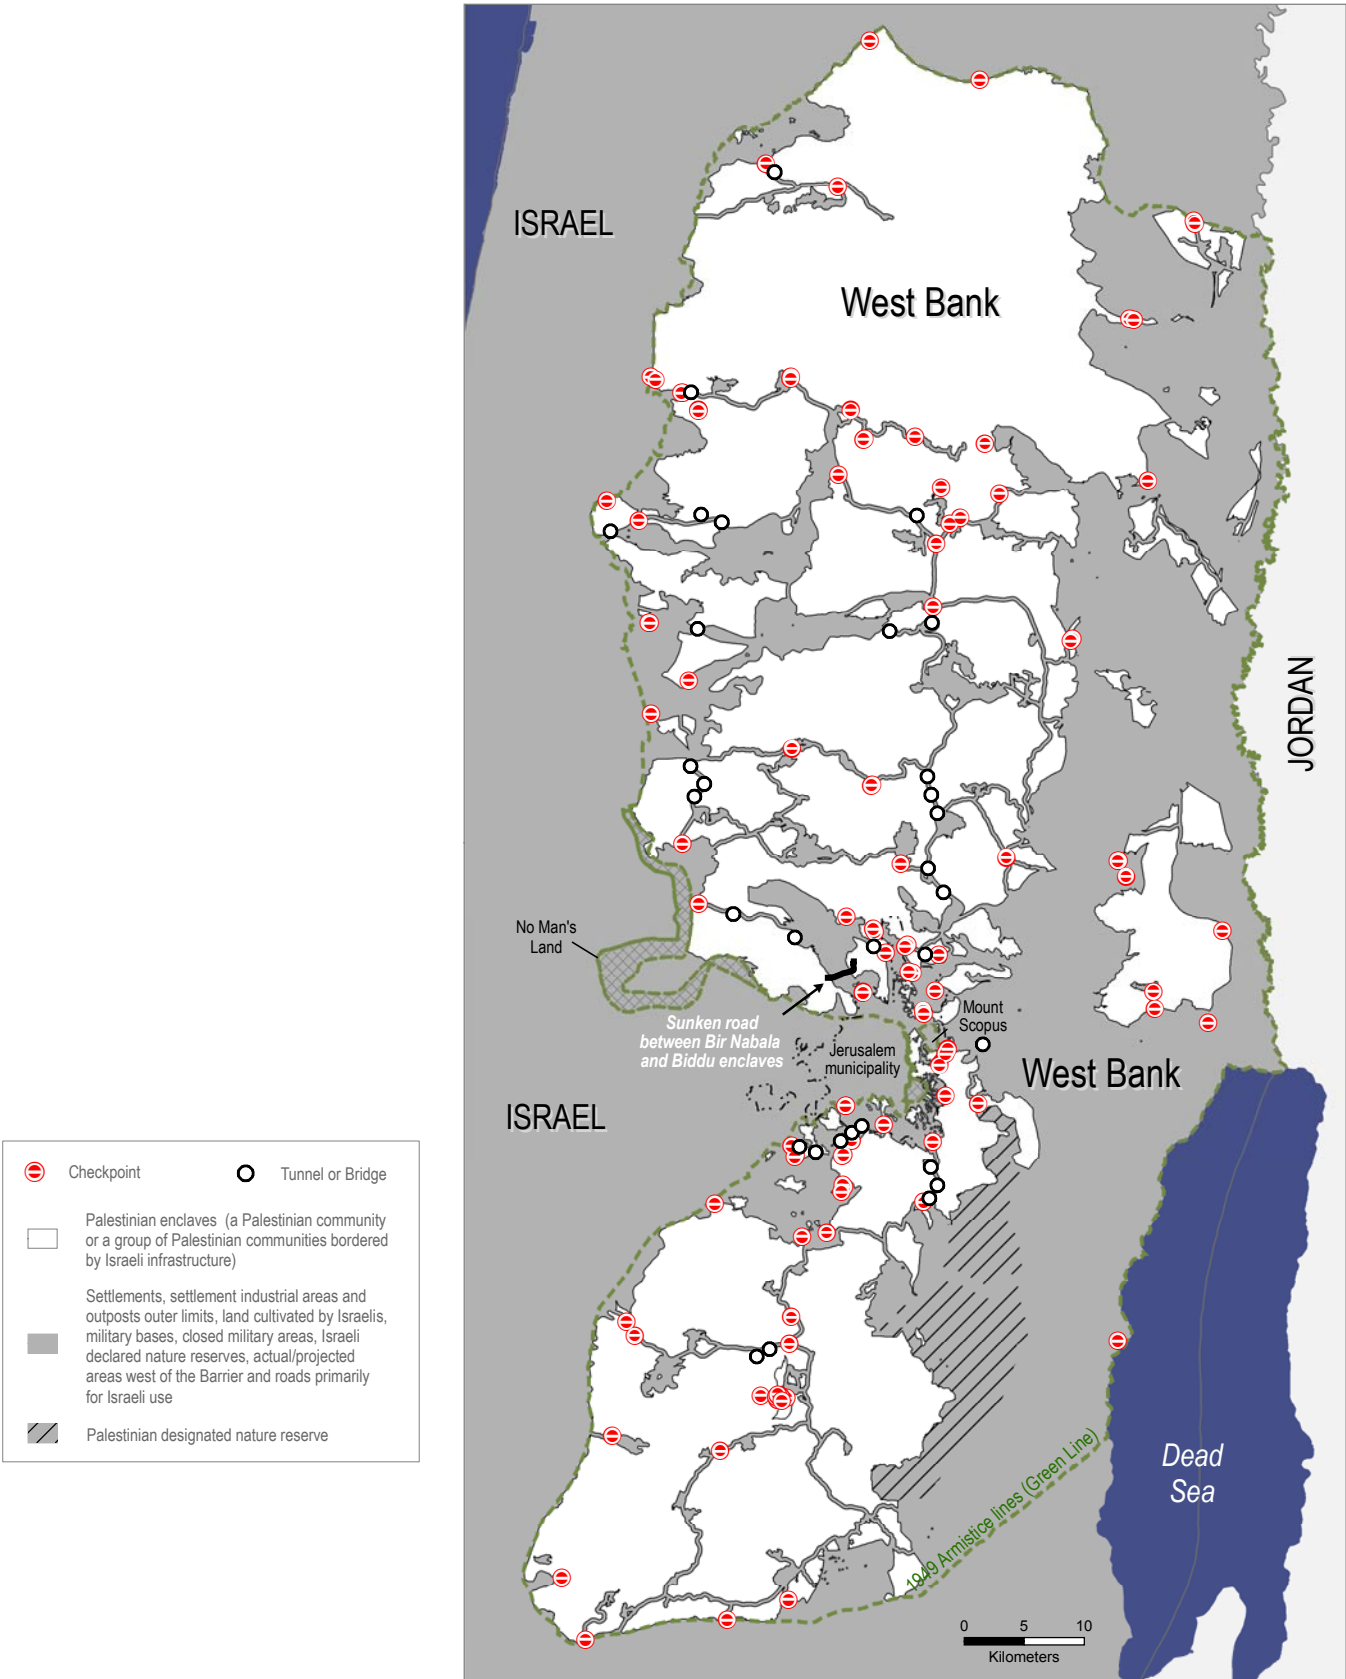 ISRAEL
West Bank
JORDAN
No Man's
Land
Sunken road
between Bir Nabala
and Biddu enclaves
Mount
Scopus
Jerusalem
municipality
West Bank
ISRAEL
Checkpoint
Tunnel or Bridge
Palestinian enclaves (a Palestinian community
or a group of Palestinian communities bordered
by Israeli infrastructure)
Settlements, settlement industrial areas and
outposts outer limits, land cultivated by Israelis,
military bases, closed military areas, Israeli
declared nature reserves, actual/projected
areas west of the Barrier and roads primarily
for Israeli use
Palestinian designated nature reserve
Dead
Sea
1949 Armistice lines (Green Line)
0 5 10
Kilometers